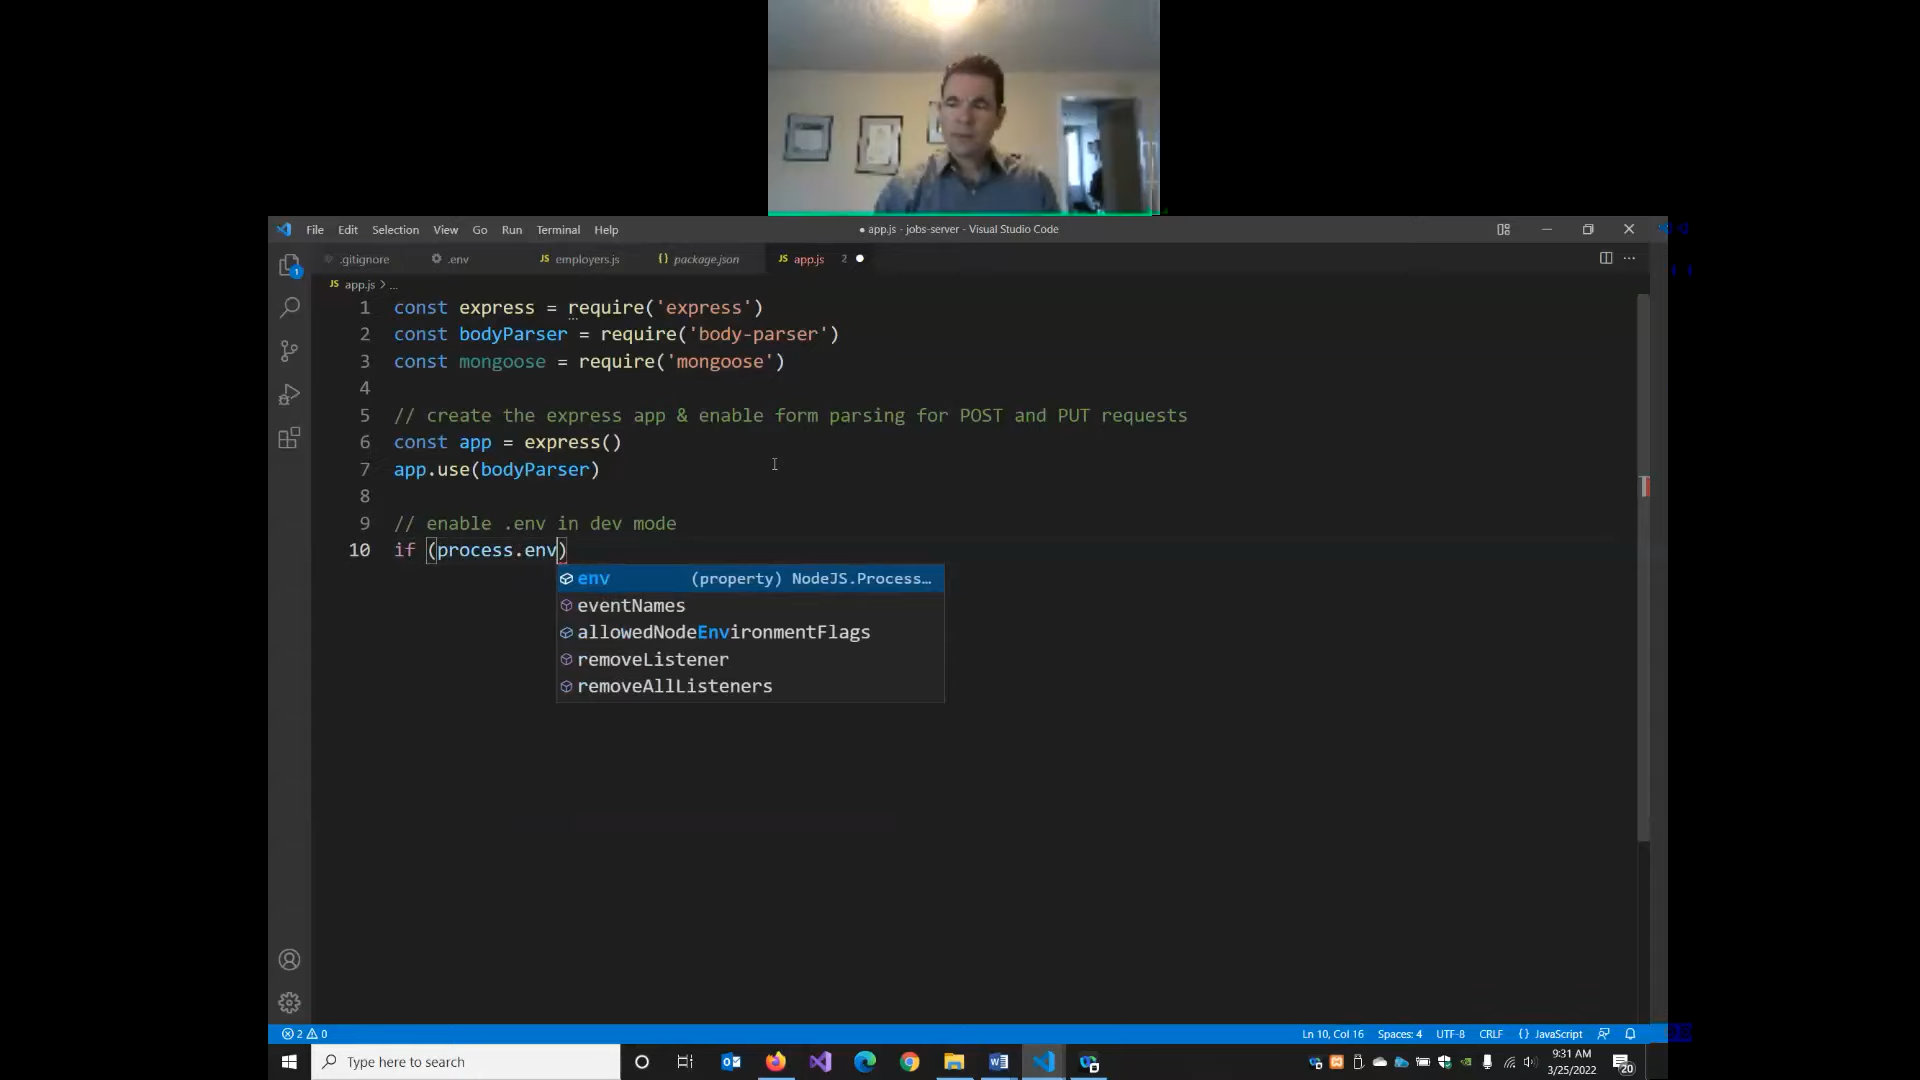 File Edit Selection View Go Run Terminal Help
● app.js - jobs-server - Visual Studio Code
.gitignore .env JS employers.js {} package.json JS app.js 2 ●
JS app.js > ...
1 const express = require('express')
2 const bodyParser = require('body-parser')
3 const mongoose = require('mongoose')
4
5 // create the express app & enable form parsing for POST and PUT requests
6 const app = express()
7 app.use(bodyParser)
8
9 // enable .env in dev mode
10 if (process.env)
env (property) NodeJS.Process…
eventNames
allowedNodeEnvironmentFlags
removeListener
removeAllListeners
1
2 0 Ln 10, Col 16 Spaces: 4 UTF-8 CRLF {} JavaScript
Type here to search
9:31 AM
3/25/2022
20